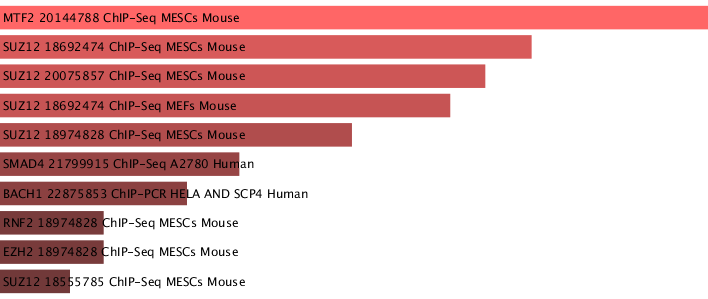 MTF2 20144788 ChIP-Seq MESCs Mouse
SUZ12 18692474 ChIP-Seq MESCs Mouse
SUZ12 20075857 ChIP-Seq MESCs Mouse
SUZ12 18692474 ChIP-Seq MEFs Mouse
SUZ12 18974828 ChIP-Seq MESCs Mouse
SMAD4 21799915 ChIP-Seq A2780 Human
BACH1 22875853 ChIP-PCR HELA AND SCP4 Human
RNF2 18974828 ChIP-Seq MESCs Mouse
EZH2 18974828 ChIP-Seq MESCs Mouse
SUZ12 18555785 ChIP-Seq MESCs Mouse